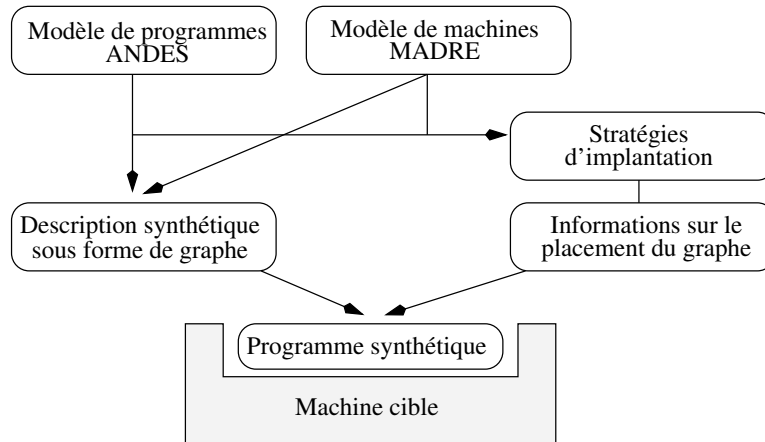 Modèle de programmes
ANDES
Modèle de machines
MADRE
Stratégies
d’implantation
Description synthétique
sous forme de graphe
Informations sur le
placement du graphe
Programme synthétique
Machine cible